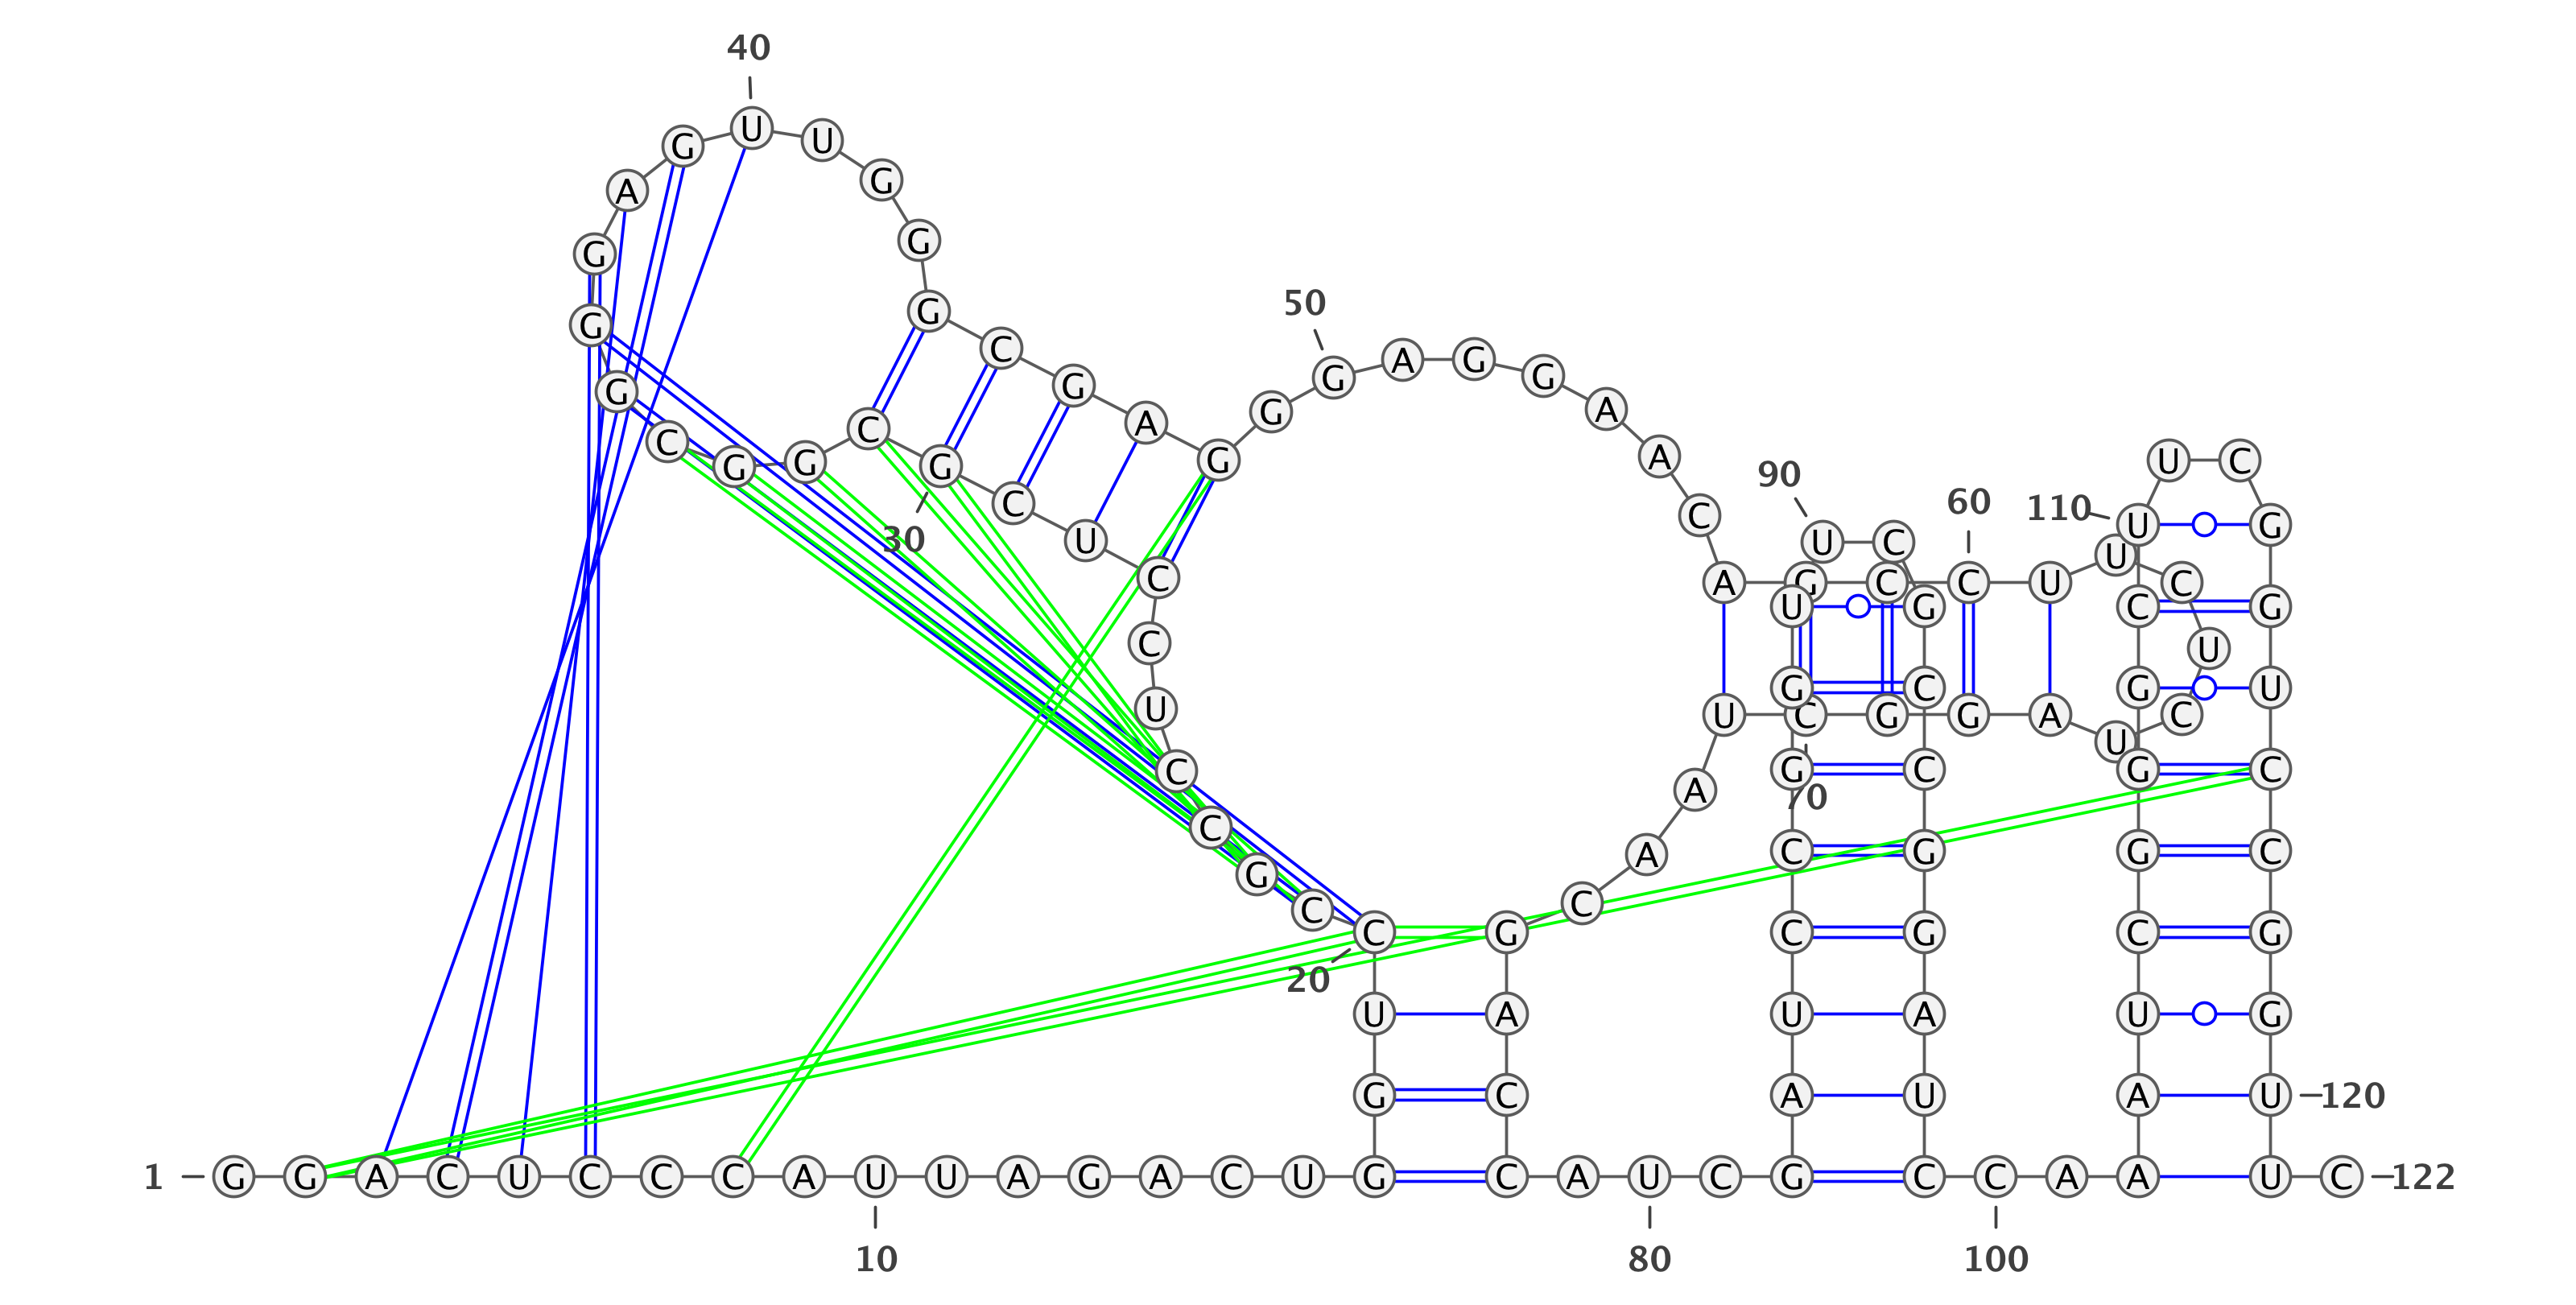 40
G U U
A G
G G
50
G G
C A G
G G G G
C A G A
C G G G G A U C
90
60 110
C C U G
30 U U C
C A G C C U U C
U G C G
C U
G C G U
U U C G G A C
U
C G C G C
A 70
C
A C G G C
G
C C
C G C G C G
20
U A U A U G
G C A U A U 120
1 G G A C U C C C A U U A G A C U G C A U C G C C A A A U C 122
10 80 100